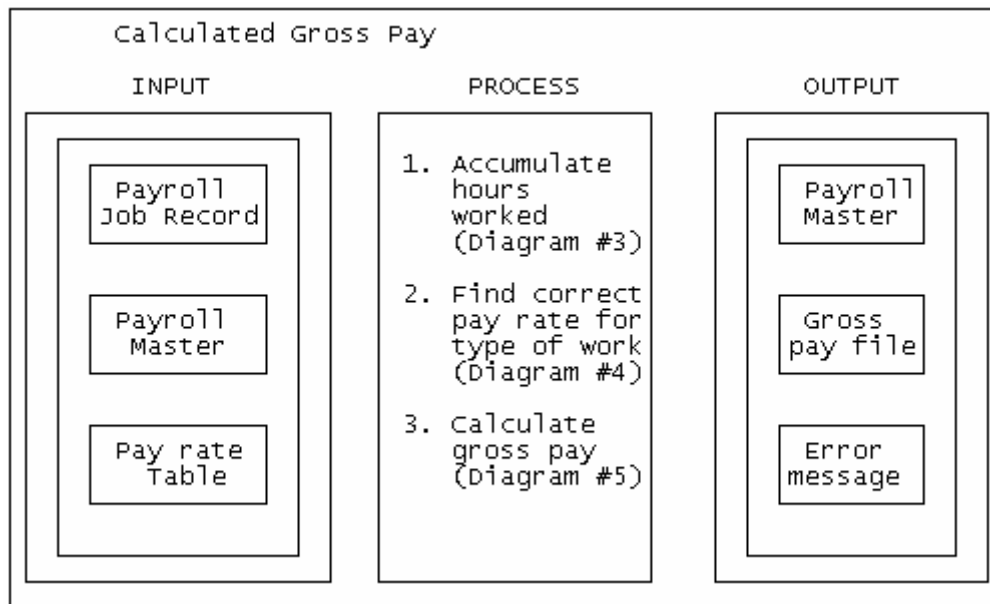 Calculated Gross Pay
INPUT
Payroll
Job Record
Payroll
Master
Pay rate
Table
PROCESS
1. Accumulate
hours
worked
(Diagram #3)
2. Find correct
pay rate for
type of work
(Diagram #4)
3. Calculate
gross pay
(Diagram #5)
OUTPUT
Payroll
Master
Gross
pay file
Error
message